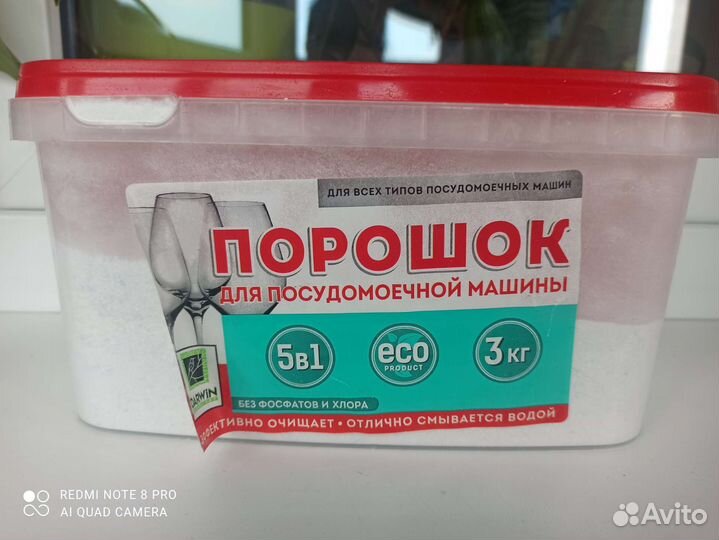 ДЛЯ ВСЕХ ТИПОВ ПОСУДОМОЕЧНЫХ МАШИН
ПОРОШОК
ДЛЯ ПОСУДОМОЕЧНОЙ МАШИНЫ
5в1
eco
PRODUCT
3 кг
DARWIN
БЕЗ ФОСФАТОВ И ХЛОРА
ЭФФЕКТИВНО ОЧИЩАЕТ • ОТЛИЧНО СМЫВАЕТСЯ ВОДОЙ
REDMI NOTE 8 PRO
AI QUAD CAMERA
Avito